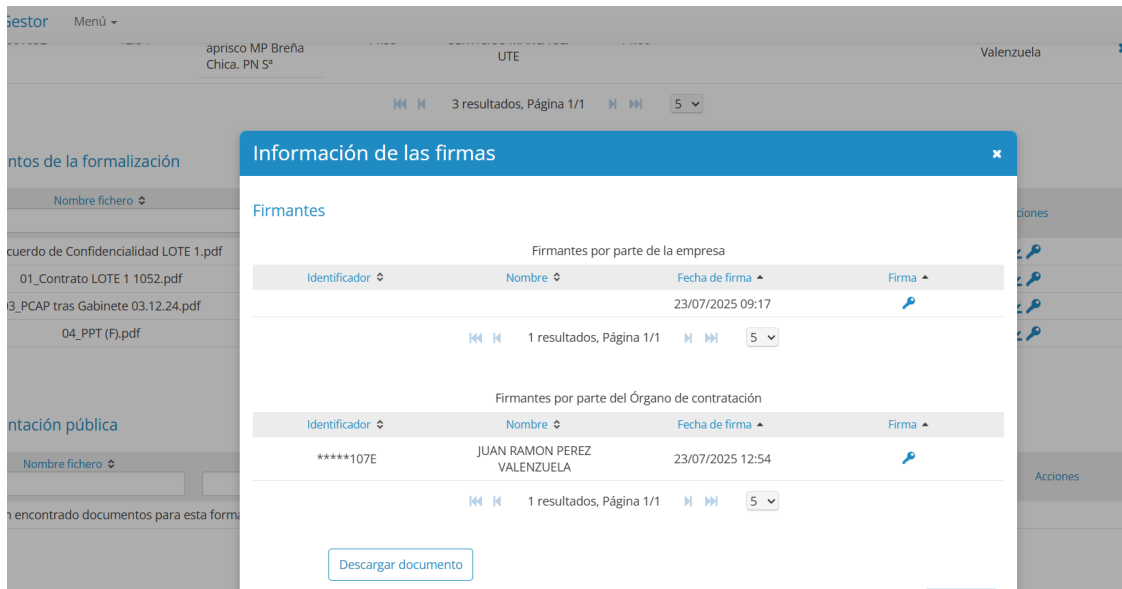 Gestor Menú
aprisco MP Breña
Chica. PN Sª
UTE
Valenzuela
3 resultados, Página 1/1 5
ntos de la formalización
Información de las firmas
Nombre fichero
ciones
Firmantes
cuerdo de Confidencialidad LOTE 1.pdf
Firmantes por parte de la empresa
01_Contrato LOTE 1 1052.pdf
Identificador Nombre Fecha de firma Firma
03_PCAP tras Gabinete 03.12.24.pdf
23/07/2025 09:17
04_PPT (F).pdf
1 resultados, Página 1/1 5
Firmantes por parte del Órgano de contratación
ntación pública
Identificador Nombre Fecha de firma Firma
Nombre fichero
*****107E
JUAN RAMON PEREZ
VALENZUELA
23/07/2025 12:54
Acciones
1 resultados, Página 1/1 5
n encontrado documentos para esta forma
Descargar documento